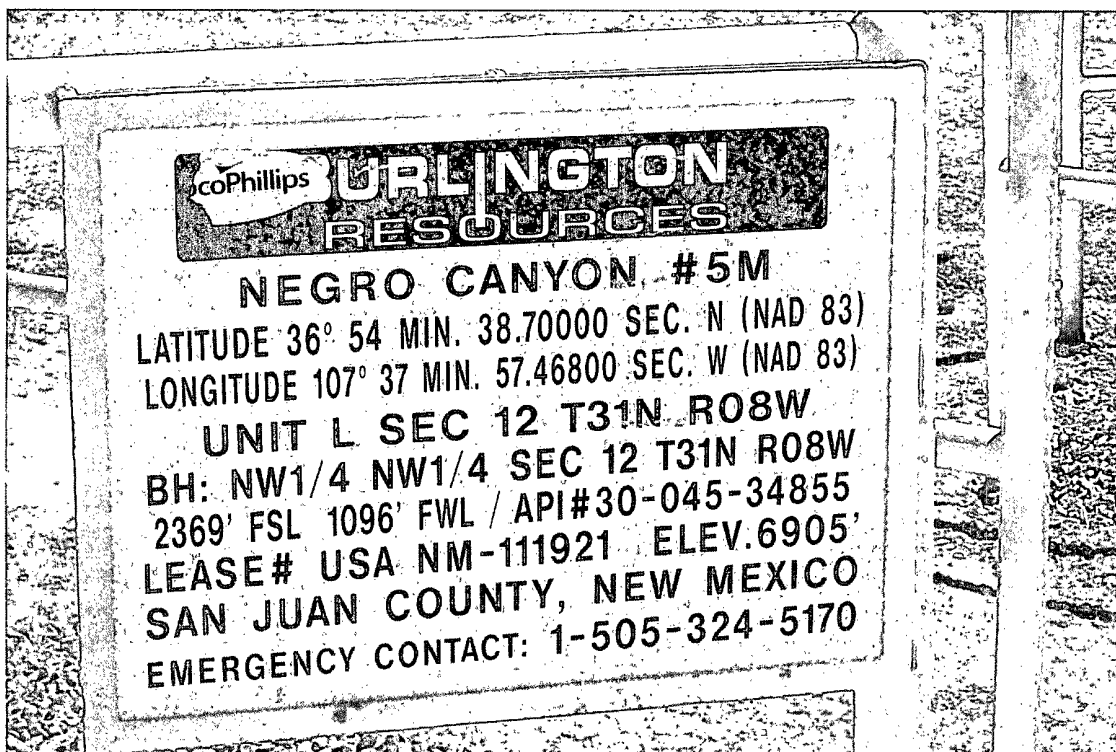 coPhillips
BURLINGTON
RESOURCES
NEGRO CANYON #5M
LATITUDE 36° 54 MIN. 38.70000 SEC. N (NAD 83)
LONGITUDE 107° 37 MIN. 57.46800 SEC. W (NAD 83)
UNIT L SEC 12 T31N R08W
BH: NW1/4 NW1/4 SEC 12 T31N R08W
2369' FSL 1096' FWL / API#30-045-34855
LEASE# USA NM-111921 ELEV.6905'
SAN JUAN COUNTY, NEW MEXICO
EMERGENCY CONTACT: 1-505-324-5170